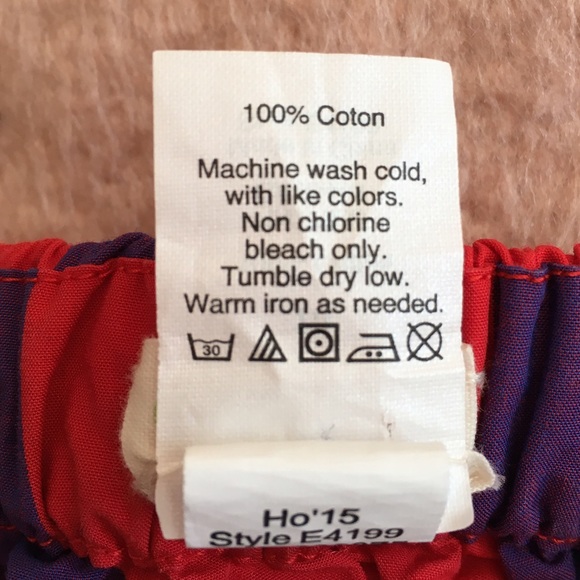 100% Coton
Machine wash cold,
with like colors.
Non chlorine
bleach only.
Tumble dry low.
Warm iron as needed.
30
Ho'15
Style E4199